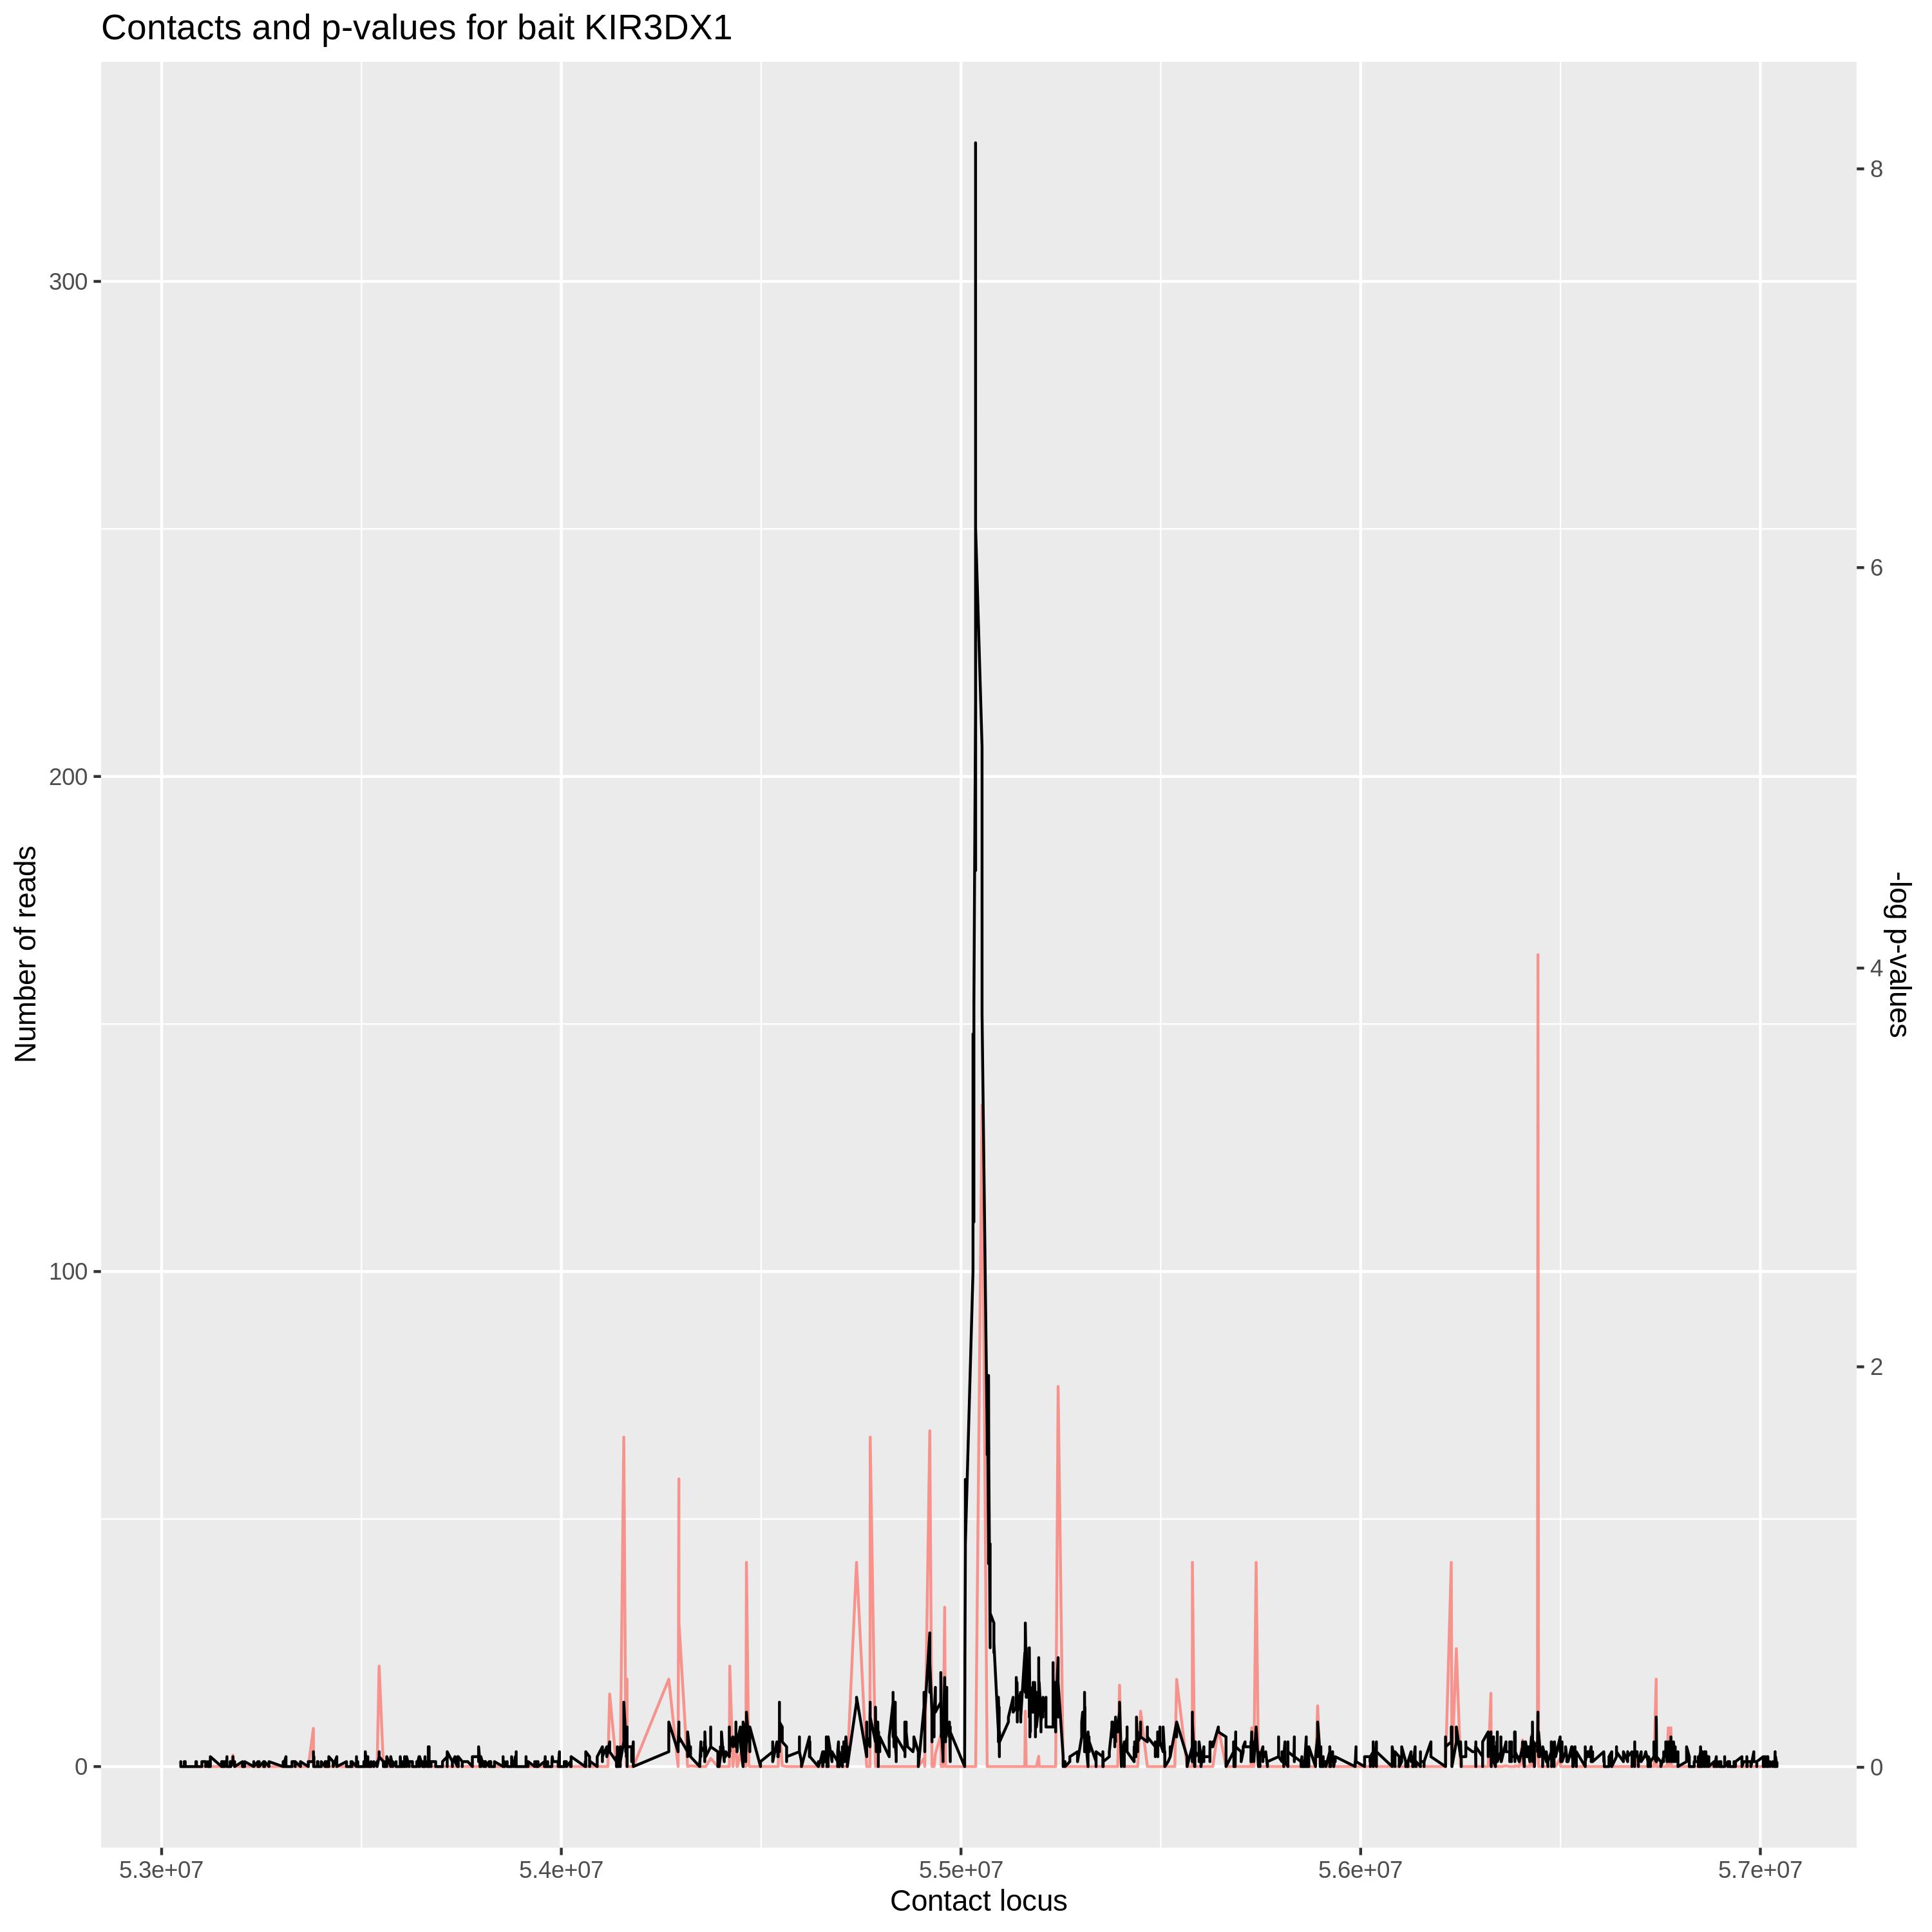 Contacts and p-values for bait KIR3DX1
300
200
100
0
8
6
4
2
0
Number of reads
-log p-values
5.3e+07 5.4e+07 5.5e+07 5.6e+07 5.7e+07
Contact locus